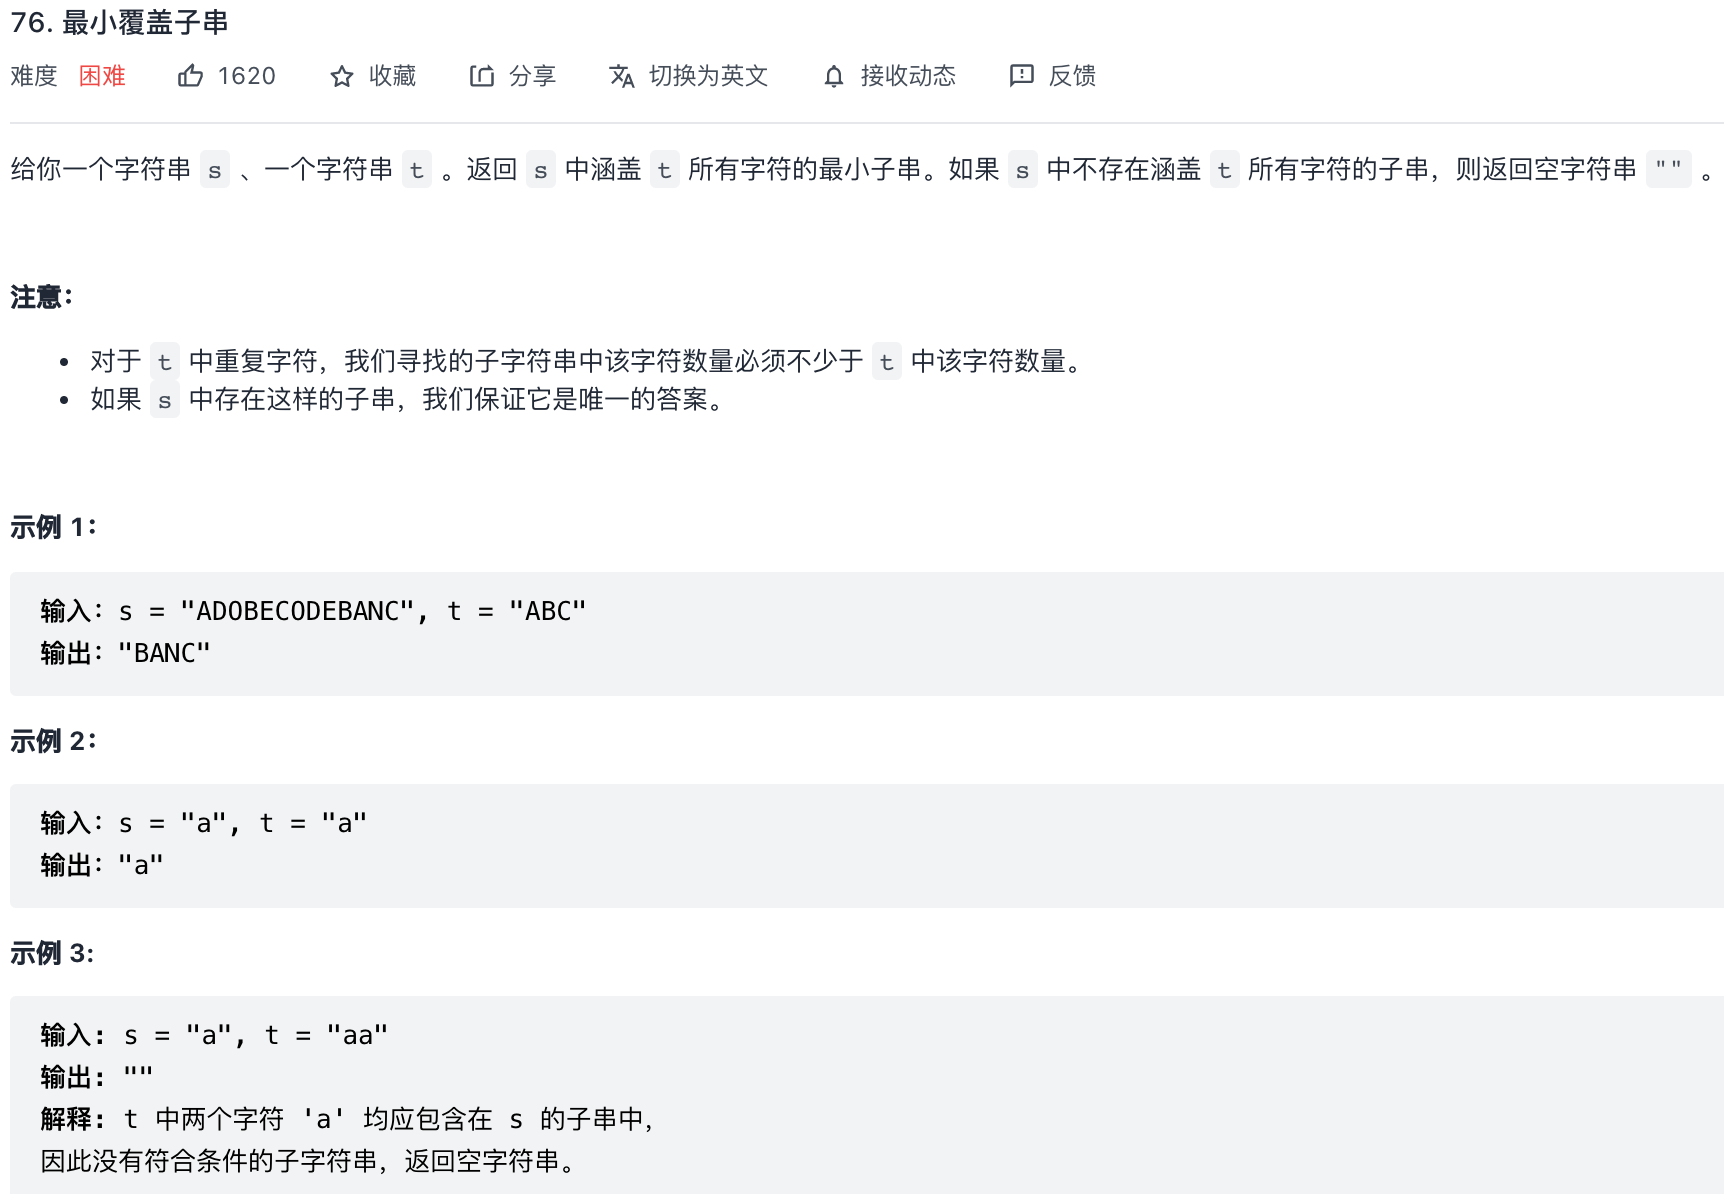 76. 最小覆盖子串
难度 困难 1620 收藏 分享 切换为英文 接收动态 反馈
给你一个字符串 s 、一个字符串 t 。返回 s 中涵盖 t 所有字符的最小子串。如果 s 中不存在涵盖 t 所有字符的子串，则返回空字符串 "" 。
注意：
• 对于 t 中重复字符，我们寻找的子字符串中该字符数量必须不少于 t 中该字符数量。
• 如果 s 中存在这样的子串，我们保证它是唯一的答案。
示例 1：
输入：s = "ADOBECODEBANC", t = "ABC"
输出："BANC"
示例 2：
输入：s = "a", t = "a"
输出："a"
示例 3:
输入: s = "a", t = "aa"
输出: ""
解释: t 中两个字符 'a' 均应包含在 s 的子串中，
因此没有符合条件的子字符串，返回空字符串。